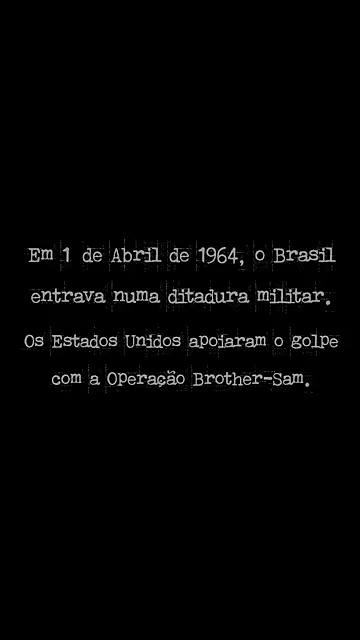 Em 1 de Abril de 1964, o Brasil
entrava numa ditadura militar.
Os Estados Unidos apoiaram o golpe
com a Operação Brother-Sam.